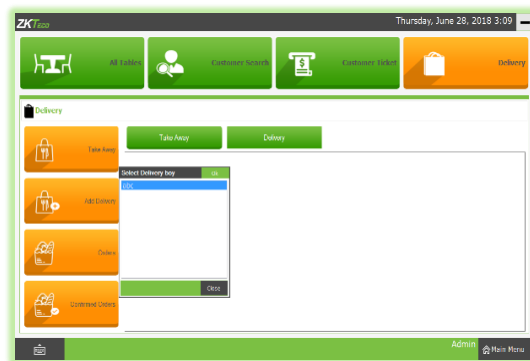 ZKTeco
Thursday, June 28, 2018 3:09
All Tables
Customer Search
Customer Ticket
Delivery
Delivery
Take Away
Delivery
Take Away
Select Delivery boy
Ok
abc
Add Delivery
Orders
Close
Confirmed Orders
Admin
Main Menu